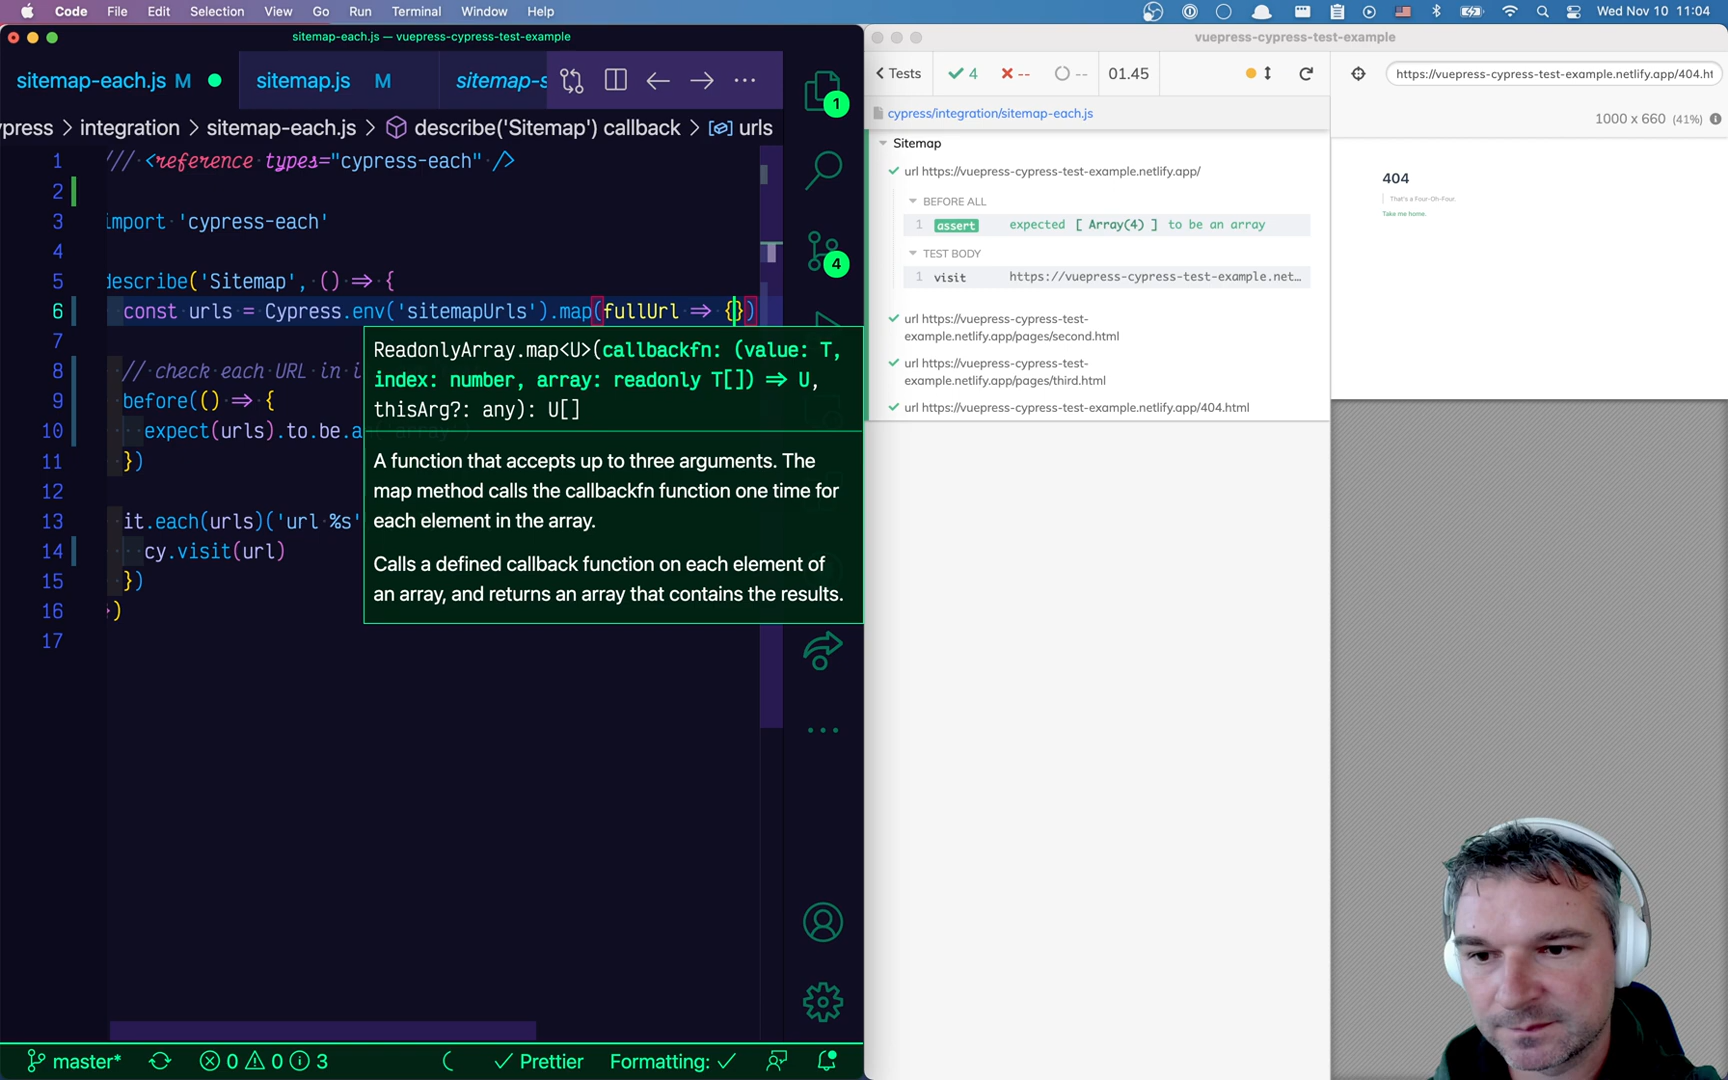 Code File Edit Selection View Go Run Terminal Window Help
Wed Nov 10 11:04
sitemap-each.js — vuepress-cypress-test-example
sitemap-each.js M
sitemap.js M
sitemap-s
ypress > integration > sitemap-each.js > describe('Sitemap') callback > urls
1 /// <reference types="cypress-each" />
2
3 import 'cypress-each'
4
5 describe('Sitemap', () => {
6 const urls = Cypress.env('sitemapUrls').map(fullUrl => {})
7
8 // check each URL in i
9 before(() => {
10 expect(urls).to.be.a
11 })
12
13 it.each(urls)('url %s'
14 cy.visit(url)
15 })
16 })
17
ReadonlyArray.map<U>(callbackfn: (value: T,
index: number, array: readonly T[]) => U,
thisArg?: any): U[]
A function that accepts up to three arguments. The
map method calls the callbackfn function one time for
each element in the array.
Calls a defined callback function on each element of
an array, and returns an array that contains the results.
1
4
master* 0 0 3 Prettier Formatting:
vuepress-cypress-test-example
< Tests 4 -- -- 01.45
https://vuepress-cypress-test-example.netlify.app/404.ht
1000 x 660 (41%)
cypress/integration/sitemap-each.js
Sitemap
url https://vuepress-cypress-test-example.netlify.app/
BEFORE ALL
1 assert expected [ Array(4) ] to be an array
TEST BODY
1 visit https://vuepress-cypress-test-example.net...
url https://vuepress-cypress-test-
example.netlify.app/pages/second.html
url https://vuepress-cypress-test-
example.netlify.app/pages/third.html
url https://vuepress-cypress-test-example.netlify.app/404.html
404
That's a Four-Oh-Four.
Take me home.